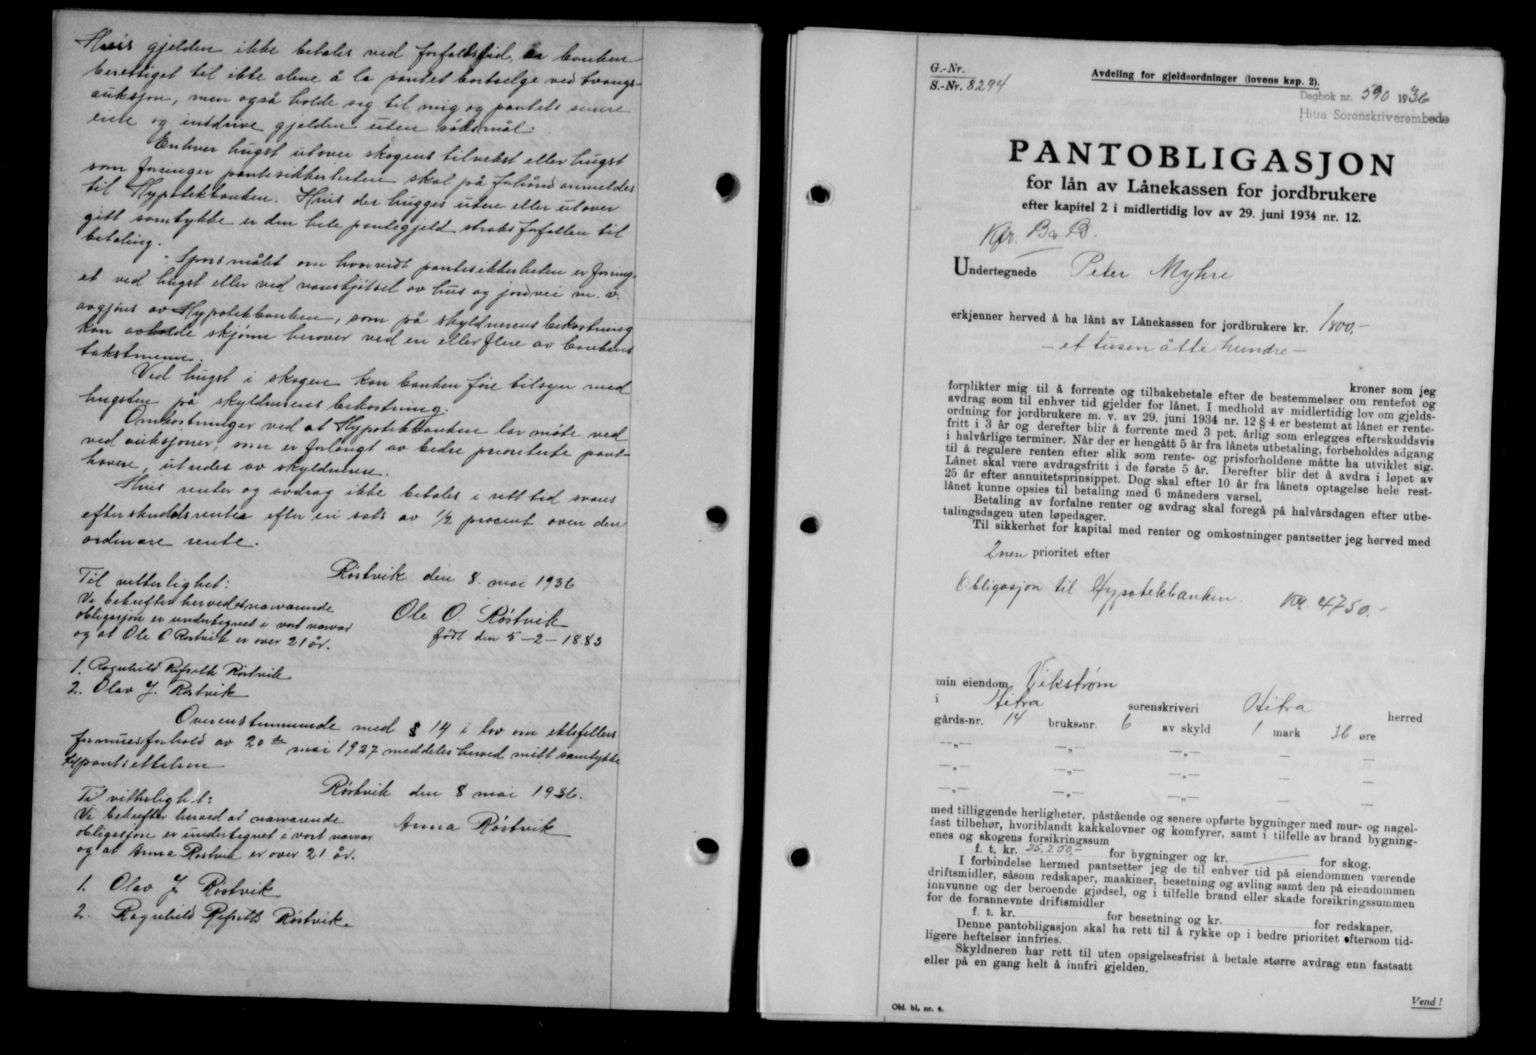 Hvis gjelden ikke betales ved forfallstid, er banken
berettiget til ikke alene å la pantet bortselge ved tvangs-
auksjon, men også holde sig til mig og pantets senere
eiere og inndrive gjelden uten søksmål.
Enhver hugst utover skogens tilvekst eller hugst
som forringer pantesikkerheten skal på forhånd anmeldes
til Hypotekbanken. Hvis der hugges uten eller utover
gitt samtykke er den hele pantegjeld straks forfallen til
betaling.
Spørsmålet om hvorvidt pantesikkerheten er forring-
et ved hugst eller ved vanskjøtsel av hus og jordvei m. v.
avgjøres av Hypotekbanken, som på skyldnerens bekostning
kan avholde skjønn herover ved en eller flere av bankens
takstmenn.
Ved hugst i skogen kan banken føre tilsyn med
hugsten på skyldnerens bekostning.
Omkostninger ved at Hypotekbanken lar møte ved
ved auksjoner, som er forlangt av bedre prioriterte pant-
havere, utredes av skyldneren.
Hvis renter og avdrag ikke betales i rett tid svares
efterskuddsrenter efter en sats av 1/2 procent over den
ordinære rente.
Røstvik den 8. mai 1936
Til vitterlighet:
Vi bekrefter herved at nærværende
obligasjon er undertegnet i vort nærvær
og at Ole O Røstvik er over 21 år.
Ole O. Røstvik
født den 5-2-1883
1. Ragnhild Refseth Røstvik
2. Olav J. Røstvik
Overenstemmende med § 14 i lov om ektefellers
formuesforhold av 20de mai 1927 meddeles herved mitt samtykke
til pantsettelsen
Røstvik den 8 mai 1936.
Til vitterlighet:
Vi bekrefter herved at nærværende
obligasjon er undertegnet i vort nærvær
og at Anna Røstvik er over 21 år.
Anna Røstvik
1. Olav J. Røstvik
2. Ragnhild Refseth Røstvik.
G.-Nr.
S.-Nr. 8294
Avdeling for gjeldsordninger (lovens kap. 2).
Dagbok nr. 590 1936
Hitra Sorenskriverembede
PANTOBLIGASJON
for lån av Lånekassen for jordbrukere
efter kapitel 2 i midlertidig lov av 29. juni 1934 nr. 12.
Undertegnede Peter Myhre
erkjenner herved å ha lånt av Lånekassen for jordbrukere kr. 1800.-
- et tusen åtte hundre -
kroner som jeg
forplikter mig til å forrente og tilbakebetale efter de bestemmelser om rentefot og
avdrag som til enhver tid gjelder for lånet. I medhold av midlertidig lov om gjelds-
ordning for jordbrukere m. v. av 29. juni 1934 nr. 12 § 4 er bestemt at lånet er rente-
fritt i 3 år og derefter blir å forrente med 3 pct. årlig som erlegges efterskuddsvis
i halvårlige terminer. Når der er hengått 5 år fra lånets utbetaling, forbeholdes adgang
til å regulere renten efter slik som rente- og prisforholdene måtte ha utviklet sig.
Lånet skal være avdragsfritt i de første 5 år. Derefter blir det å avdra i løpet av
25 år efter annuitetsprinsippet. Dog skal efter 10 år fra lånets optagelse hele rest-
lånet kunne opsies til betaling med 6 måneders varsel.
Betaling av forfalne renter og avdrag skal foregå på halvårsdagen efter utbe-
talingsdagen uten løpedager.
Til sikkerhet for kapital med renter og omkostninger pantsetter jeg herved med
2nen prioritet efter
Obligasjon til Hypotekbanken. Kr. 4750.-
min eiendom Vikstrøm
i Hitra sorenskriveri Hitra herred
gårds-nr. 14 bruks-nr. 6 av skyld 1 mark 36 øre
—„— —„— —„— — —
—„— —„— —„— — —
—„— —„— —„— — —
med tilliggende herligheter, påstående og senere opførte bygninger med mur- og nagel-
fast tilbehør, hvoriblandt kakkelovner og komfyrer, samt i tilfelle av brand bygning-
enes og skogens forsikringssum
f. t. kr. 25.200.- for bygninger og kr. — for skog.
I forbindelse hermed pantsetter jeg de til enhver tid på eiendommen værende
driftsmidler, såsom redskaper, maskiner, besetning og avling samt den på eiendommen
innvunne og der beroende gjødsel, og i tilfelle brand eller skade forsikringssummen
for de forannevnte driftsmidler
f. t. kr. for besetning og kr. for redskaper.
Denne pantobligasjon skal ha rett til å rykke op i bedre prioritet eftersom tid-
ligere heftelser innfries.
Skyldneren har rett til uten opsigelsesfrist å betale større avdrag enn fastsatt
eller på en gang helt å innfri gjelden.
Vend!
Obl. bl. nr. 4.